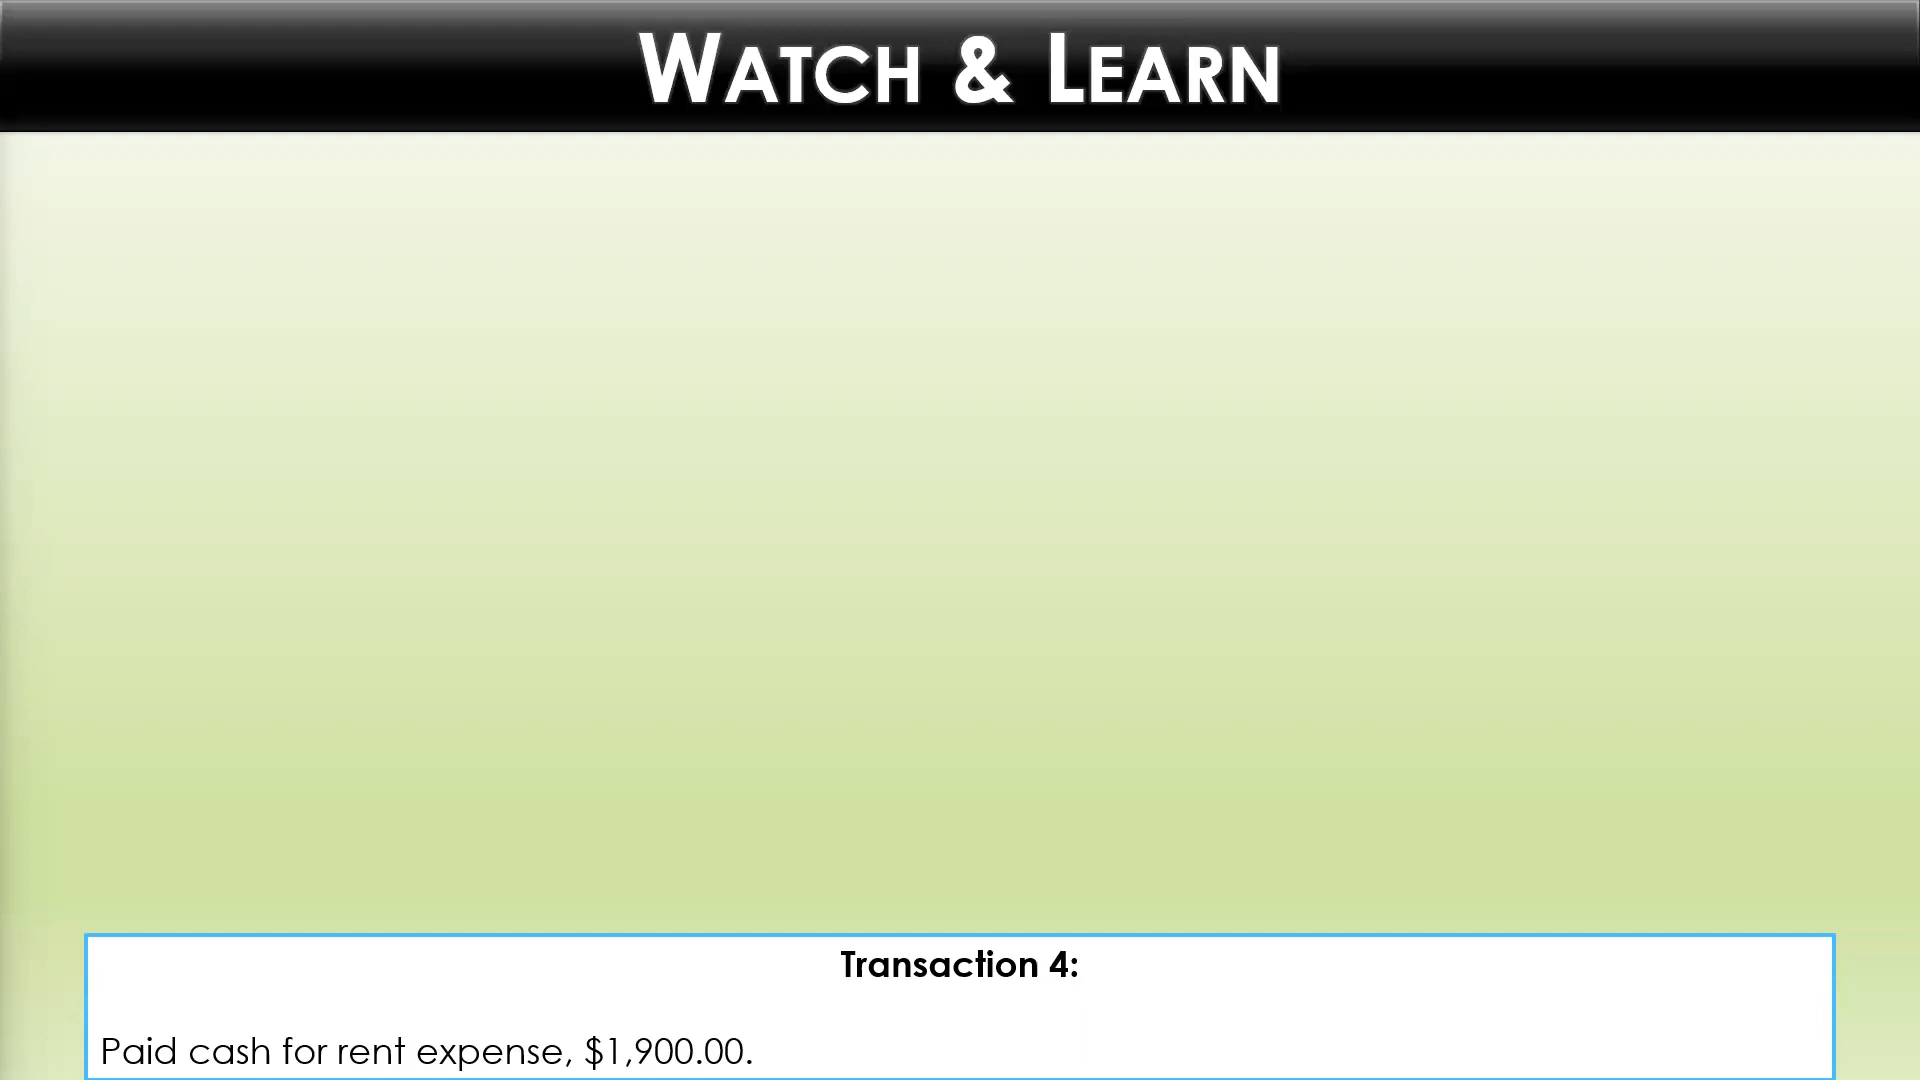 WATCH & LEARN
Transaction 4:
Paid cash for rent expense, $1,900.00.